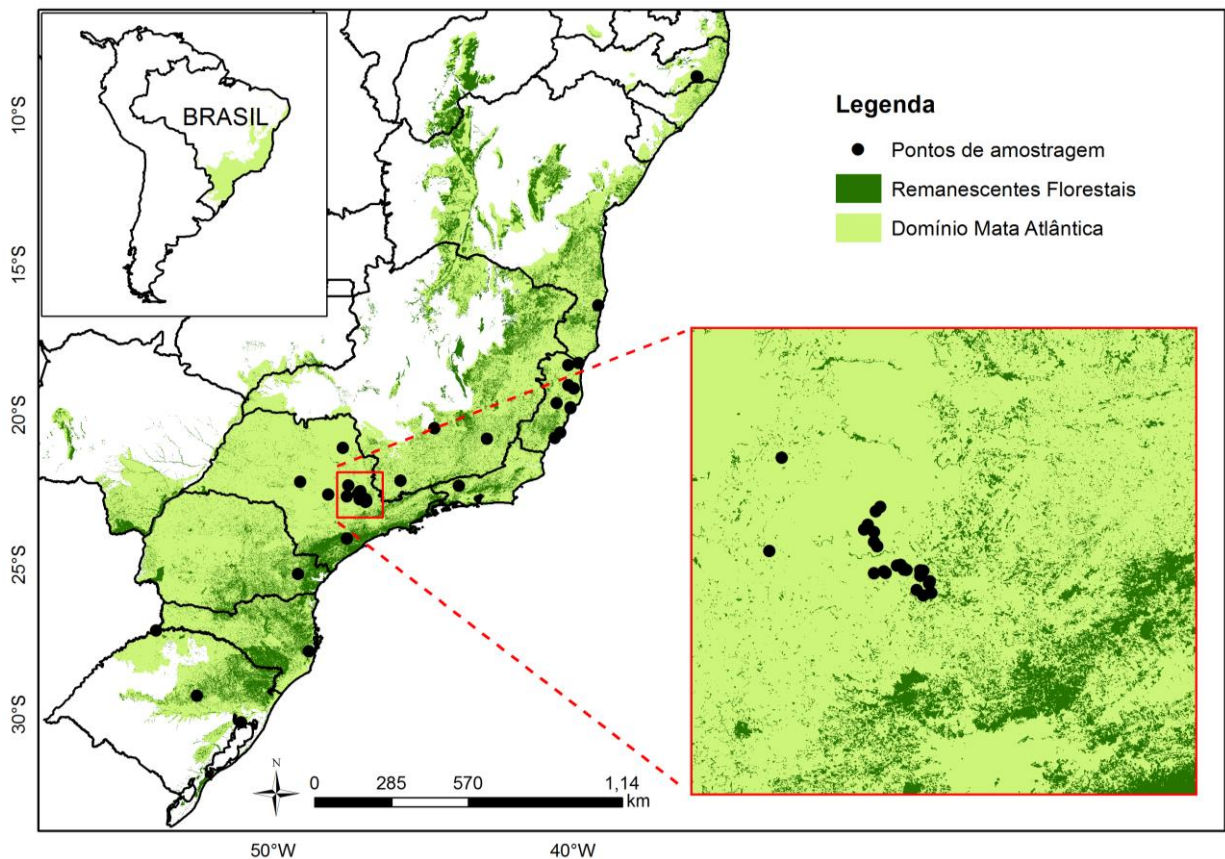 BRASIL
Legenda
Pontos de amostragem
Remanescentes Florestais
Domínio Mata Atlântica
10°S
15°S
20°S
25°S
30°S
N
0 285 570 1,14
km
50°W 40°W